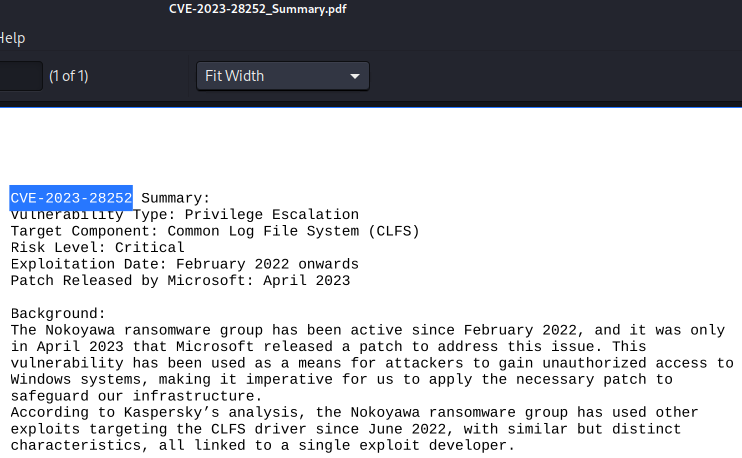 CVE-2023-28252_Summary.pdf
Help
(1 of 1)
Fit Width
CVE-2023-28252 Summary:
Vulnerability Type: Privilege Escalation
Target Component: Common Log File System (CLFS)
Risk Level: Critical
Exploitation Date: February 2022 onwards
Patch Released by Microsoft: April 2023
Background:
The Nokoyawa ransomware group has been active since February 2022, and it was only
in April 2023 that Microsoft released a patch to address this issue. This
vulnerability has been used as a means for attackers to gain unauthorized access to
Windows systems, making it imperative for us to apply the necessary patch to
safeguard our infrastructure.
According to Kaspersky’s analysis, the Nokoyawa ransomware group has used other
exploits targeting the CLFS driver since June 2022, with similar but distinct
characteristics, all linked to a single exploit developer.